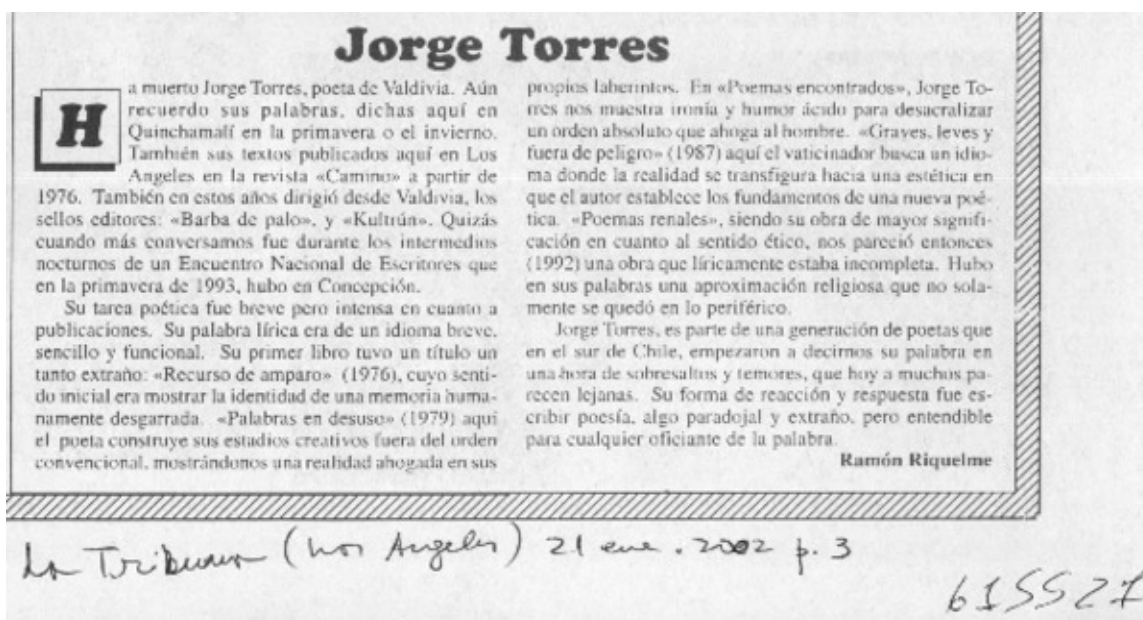 Jorge Torres
Ha muerto Jorge Torres, poeta de Valdivia. Aún
recuerdo sus palabras, dichas aquí en
Quinchamalí en la primavera o el invierno.
También sus textos publicados aquí en Los
Angeles en la revista «Camino» a partir de
1976. También en estos años dirigió desde Valdivia, los
sellos editores: «Barba de palo», y «Kultrún». Quizás
cuando más conversamos fue durante los intermedios
nocturnos de un Encuentro Nacional de Escritores que
en la primavera de 1993, hubo en Concepción.
Su tarea poética fue breve pero intensa en cuanto a
publicaciones. Su palabra lírica era de un idioma breve,
sencillo y funcional. Su primer libro tuvo un título un
tanto extraño: «Recurso de amparo» (1976), cuyo senti-
do inicial era mostrar la identidad de una memoria huma-
namente desgarrada. «Palabras en desuso» (1979) aquí
el poeta construye sus estudios creativos fuera del orden
convencional, mostrándonos una realidad ahogada en sus
propios laberintos. En «Poemas encontrados», Jorge To-
rres nos muestra ironía y humor ácido para desacralizar
un orden absoluto que ahoga al hombre. «Graves, leves y
fuera de peligro» (1987) aquí el vaticinador busca un idio-
ma donde la realidad se transfigura hacia una estética en
que el autor establece los fundamentos de una nueva poé-
tica. «Poemas renales», siendo su obra de mayor signifi-
cación en cuanto al sentido ético, nos pareció entonces
(1992) una obra que líricamente estaba incompleta. Hubo
en sus palabras una aproximación religiosa que no sola-
mente se quedó en lo periférico.
Jorge Torres, es parte de una generación de poetas que
en el sur de Chile, empezaron a decirnos su palabra en
una hora de sobresaltos y temores, que hoy a muchos pa-
recen lejanas. Su forma de reacción y respuesta fue es-
cribir poesía, algo paradojal y extraño, pero entendible
para cualquier oficiante de la palabra.
Ramón Riquelme
La Tribuna (Los Angeles) 21 ene. 2002 p. 3
615527